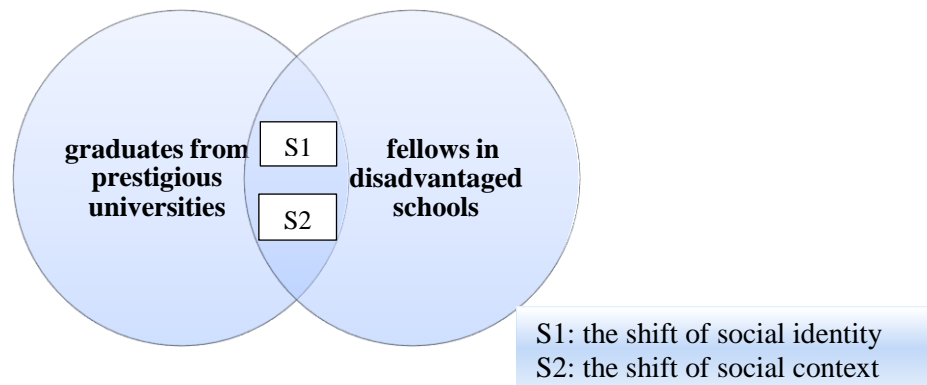 graduates from
prestigious
universities
S1
S2
fellows in
disadvantaged
schools
S1: the shift of social identity
S2: the shift of social context